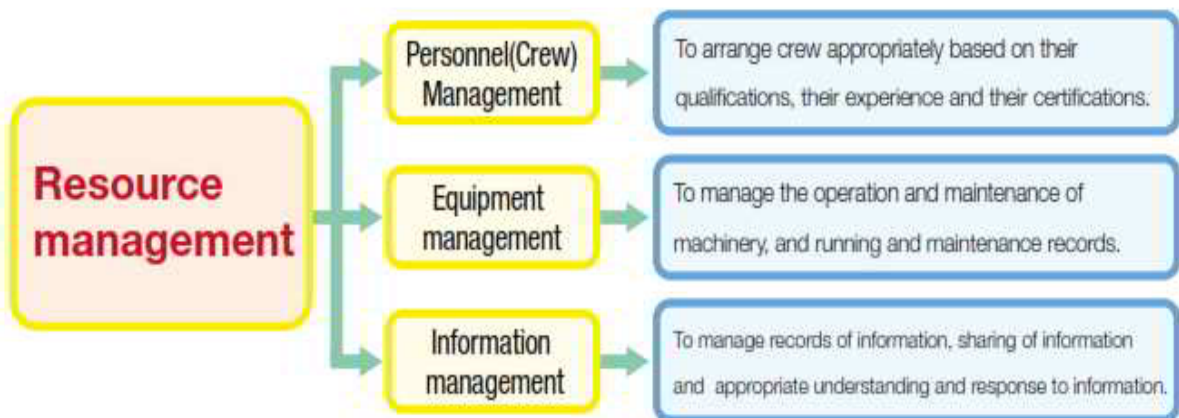 Resource
management
Personnel(Crew)
Management
To arrange crew appropriately based on their
qualifications, their experience and their certifications.
Equipment
management
To manage the operation and maintenance of
machinery, and running and maintenance records.
Information
management
To manage records of information, sharing of information
and appropriate understanding and response to information.